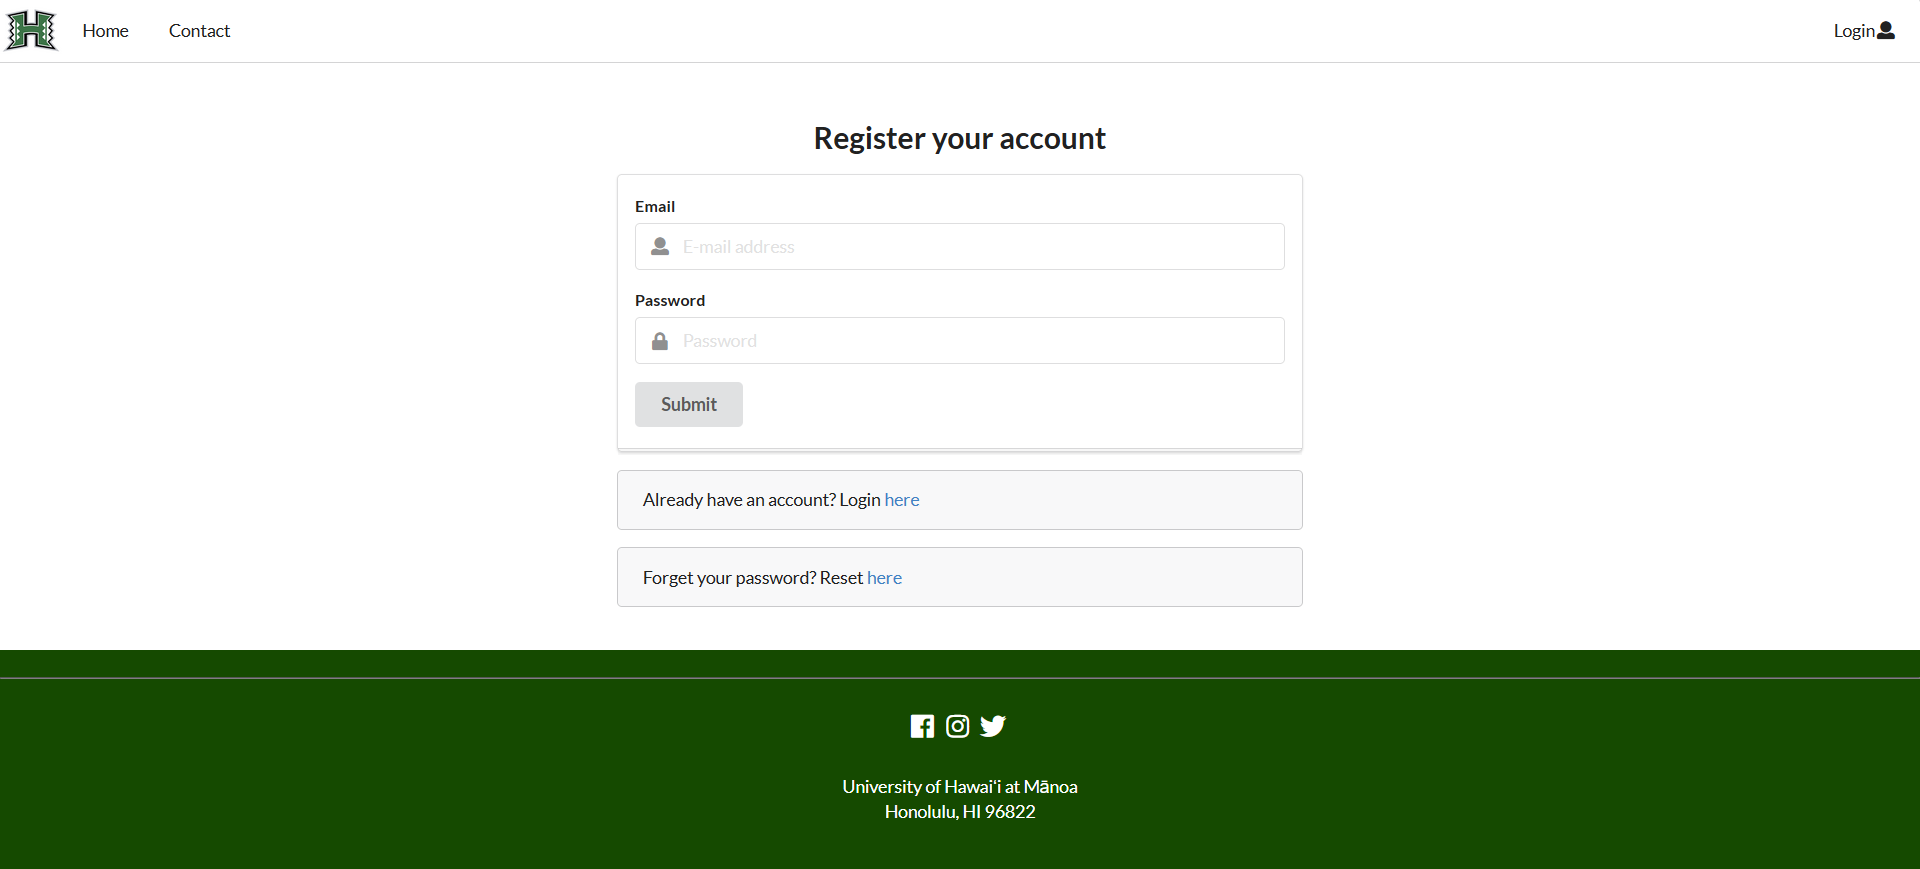 H
Home
Contact
Login
Register your account
Email
E-mail address
Password
Password
Submit
Already have an account? Login here
Forget your password? Reset here
University of Hawaiʻi at Mānoa
Honolulu, HI 96822